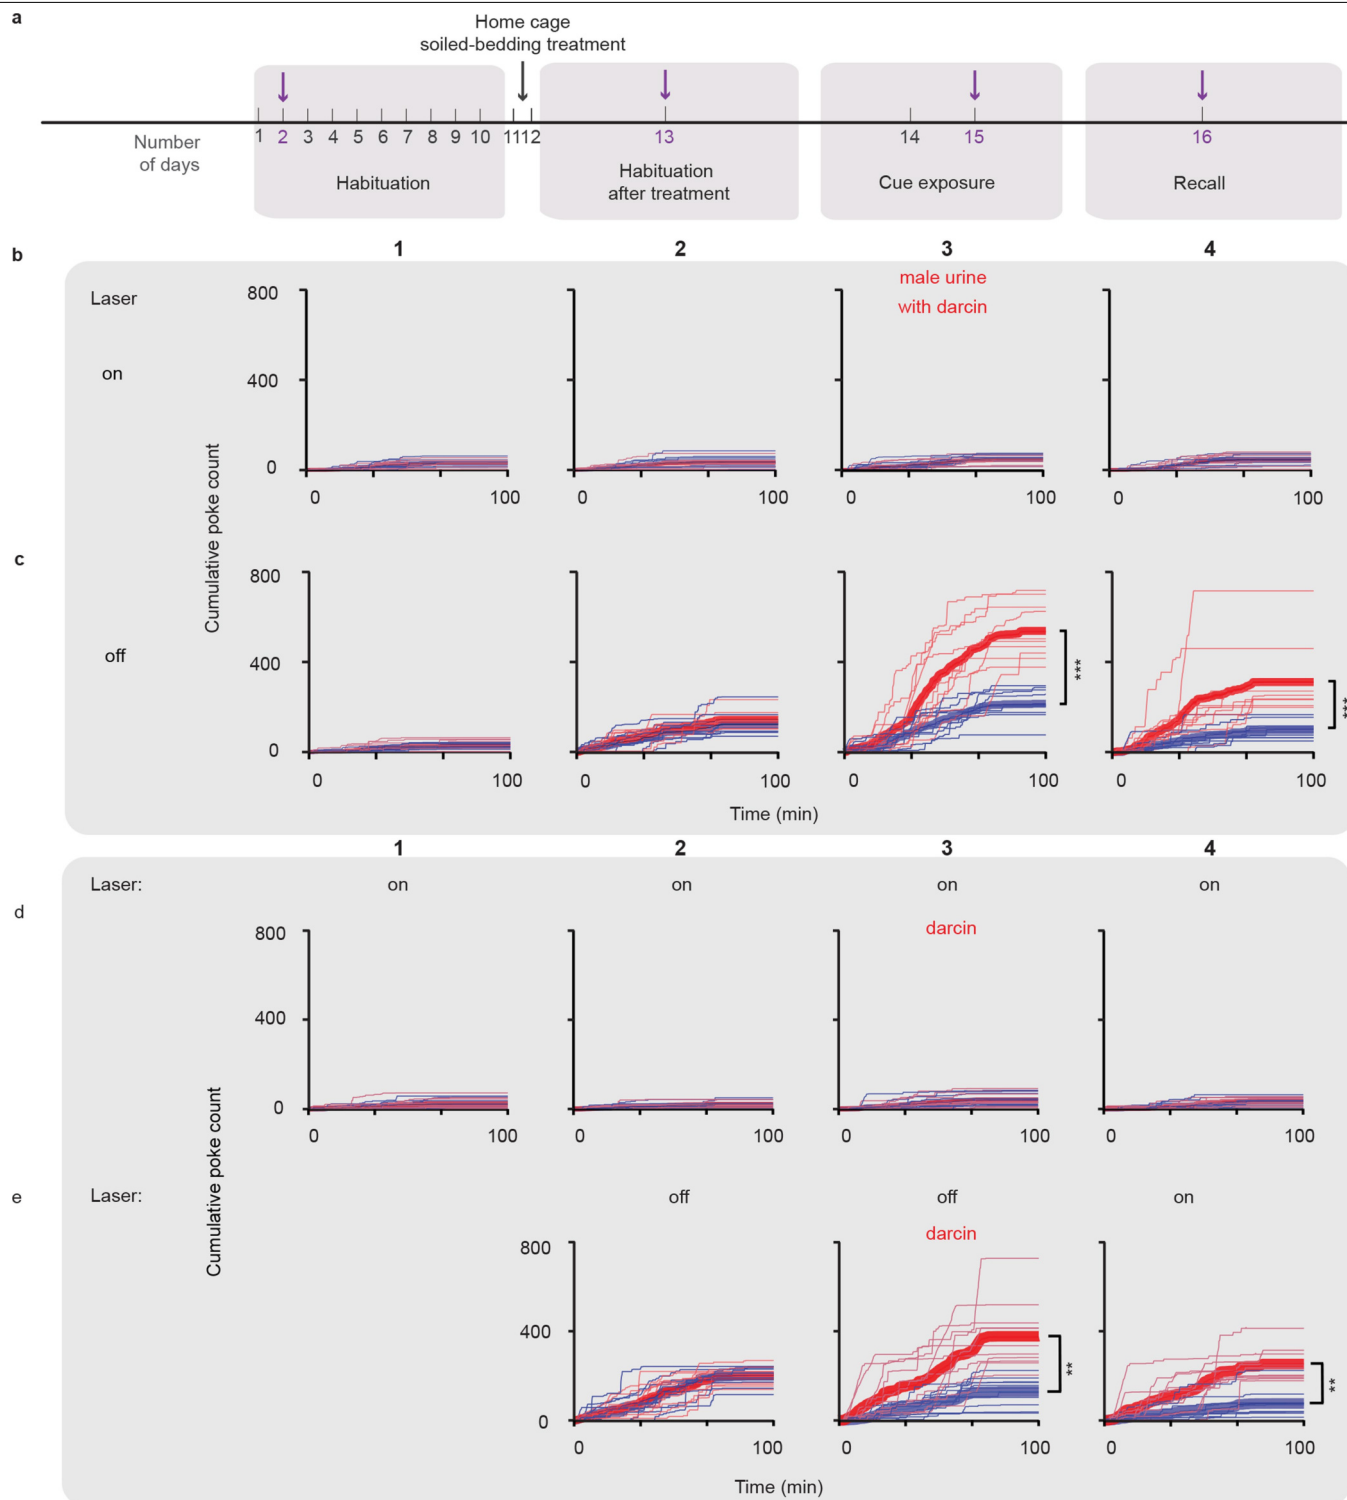 a
Home cage
soiled-bedding treatment
Number
of days
1 2 3 4 5 6 7 8 9 10 11 12 13 14 15 16
Habituation
Habituation
after treatment
Cue exposure
Recall
b
1 2 3 4
Laser
on
male urine
with darcin
800
400
0
0 100 0 100 0 100 0 100
Cumulative poke count
c
off
800
400
0
***
***
0 100 0 100 0 100 0 100
Time (min)
1 2 3 4
Laser: on on on on
d
darcin
800
400
0
0 100 0 100 0 100 0 100
Cumulative poke count
e
Laser: off off on
darcin
800
400
0
**
**
0 100 0 100 0 100
Time (min)